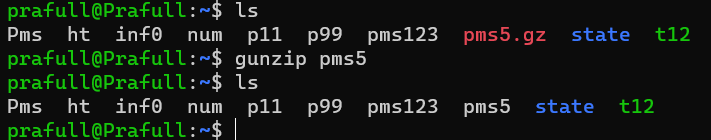 prafull@Prafull:~$ ls
Pms  ht  inf0  num  p11  p99  pms123  pms5.gz  state  t12
prafull@Prafull:~$ gunzip pms5
prafull@Prafull:~$ ls
Pms  ht  inf0  num  p11  p99  pms123  pms5  state  t12
prafull@Prafull:~$